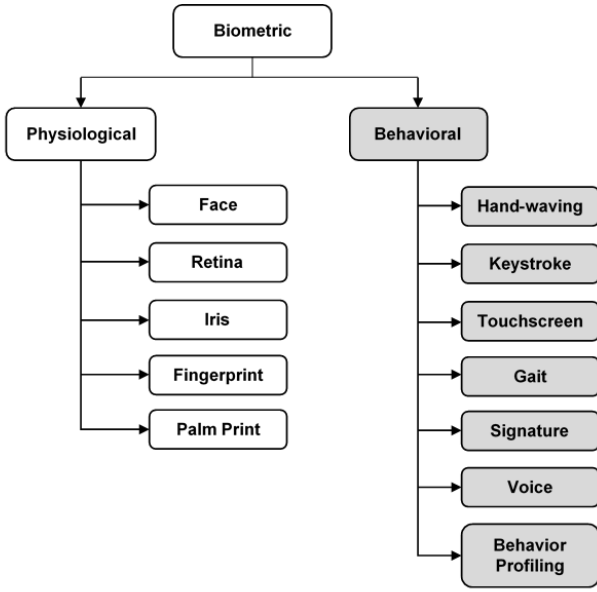 Biometric
Physiological
Behavioral
Face
Retina
Iris
Fingerprint
Palm Print
Hand-waving
Keystroke
Touchscreen
Gait
Signature
Voice
Behavior
Profiling